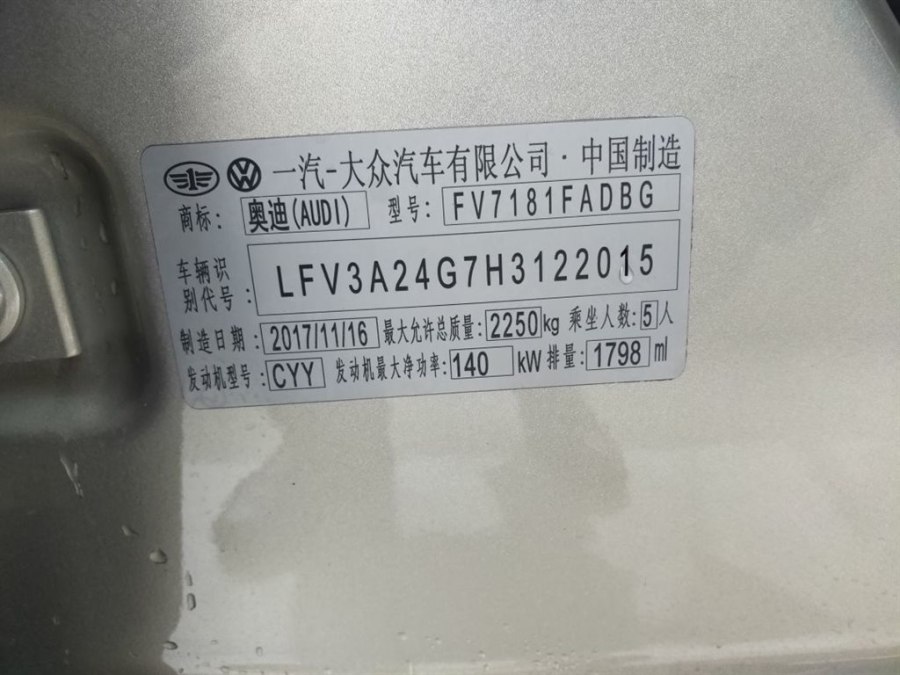 一汽-大众汽车有限公司·中国制造
商标: 奥迪(AUDI) 型号: FV7181FADBG
车辆识别代号: LFV3A24G7H3122015
制造日期: 2017/11/16 最大允许总质量: 2250 kg 乘坐人数: 5 人
发动机型号: CYY 发动机最大净功率: 140 kW 排量: 1798 ml